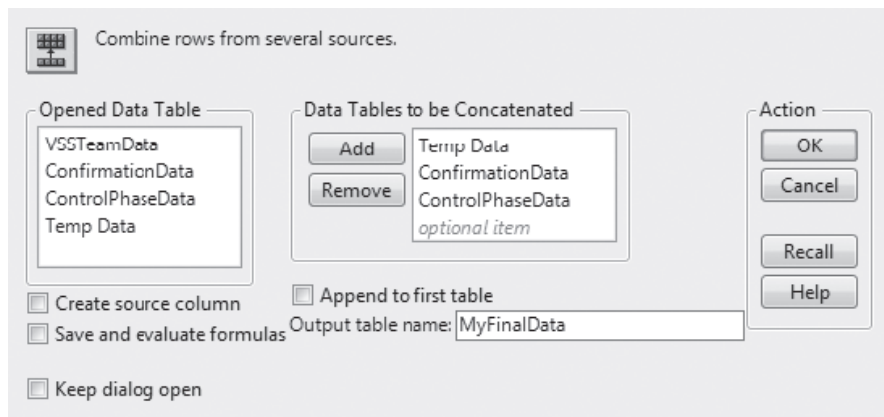 Combine rows from several sources.
Opened Data Table
VSSTeamData
ConfirmationData
ControlPhaseData
Temp Data
Data Tables to be Concatenated
Add
Remove
Temp Data
ConfirmationData
ControlPhaseData
optional item
Action
OK
Cancel
Recall
Help
Create source column
Save and evaluate formulas
Append to first table
Output table name: MyFinalData
Keep dialog open